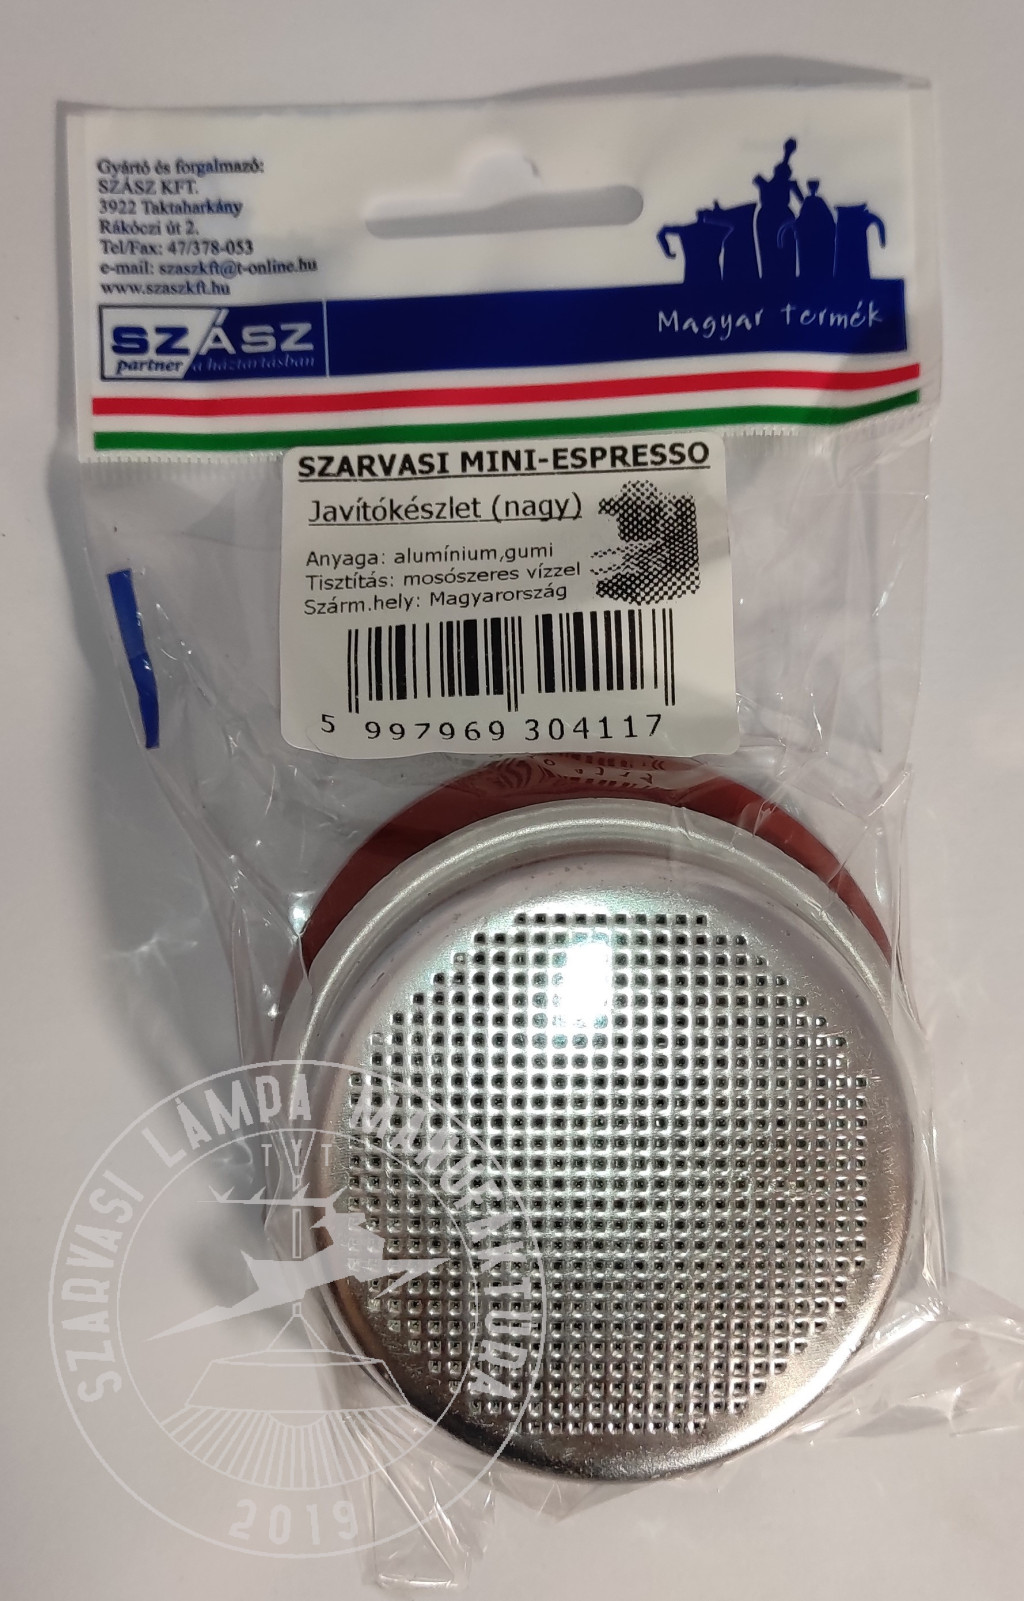 Gyártó és forgalmazó:
SZÁSZ KFT.
3922 Taktaharkány
Rákóczi út 2.
Tel/Fax: 47/378-053
e-mail: szaszkft@t-online.hu
www.szaszkft.hu
SZÁSZ
partner a háztartásban
Magyar termék
SZARVASI MINI-ESPRESSO
Javítókészlet (nagy)
Anyaga: alumínium,gumi
Tisztítás: mosószeres vízzel
Szárm.hely: Magyarország
5 997969 304117
SZARVASI LÁMPA MANUFAKTÚRA
TYT
2019